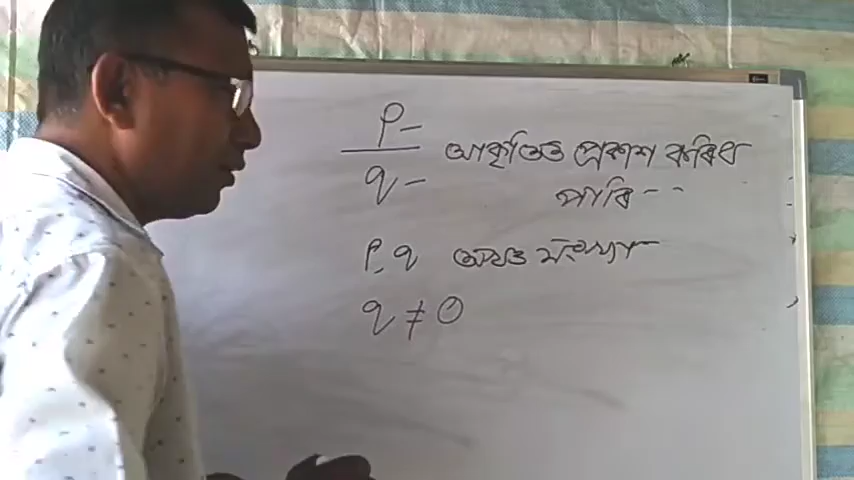 p/q আকৃতিত প্ৰকাশ কৰিব
পাৰি--
p, q অখণ্ড সংখ্যা
q ≠ 0